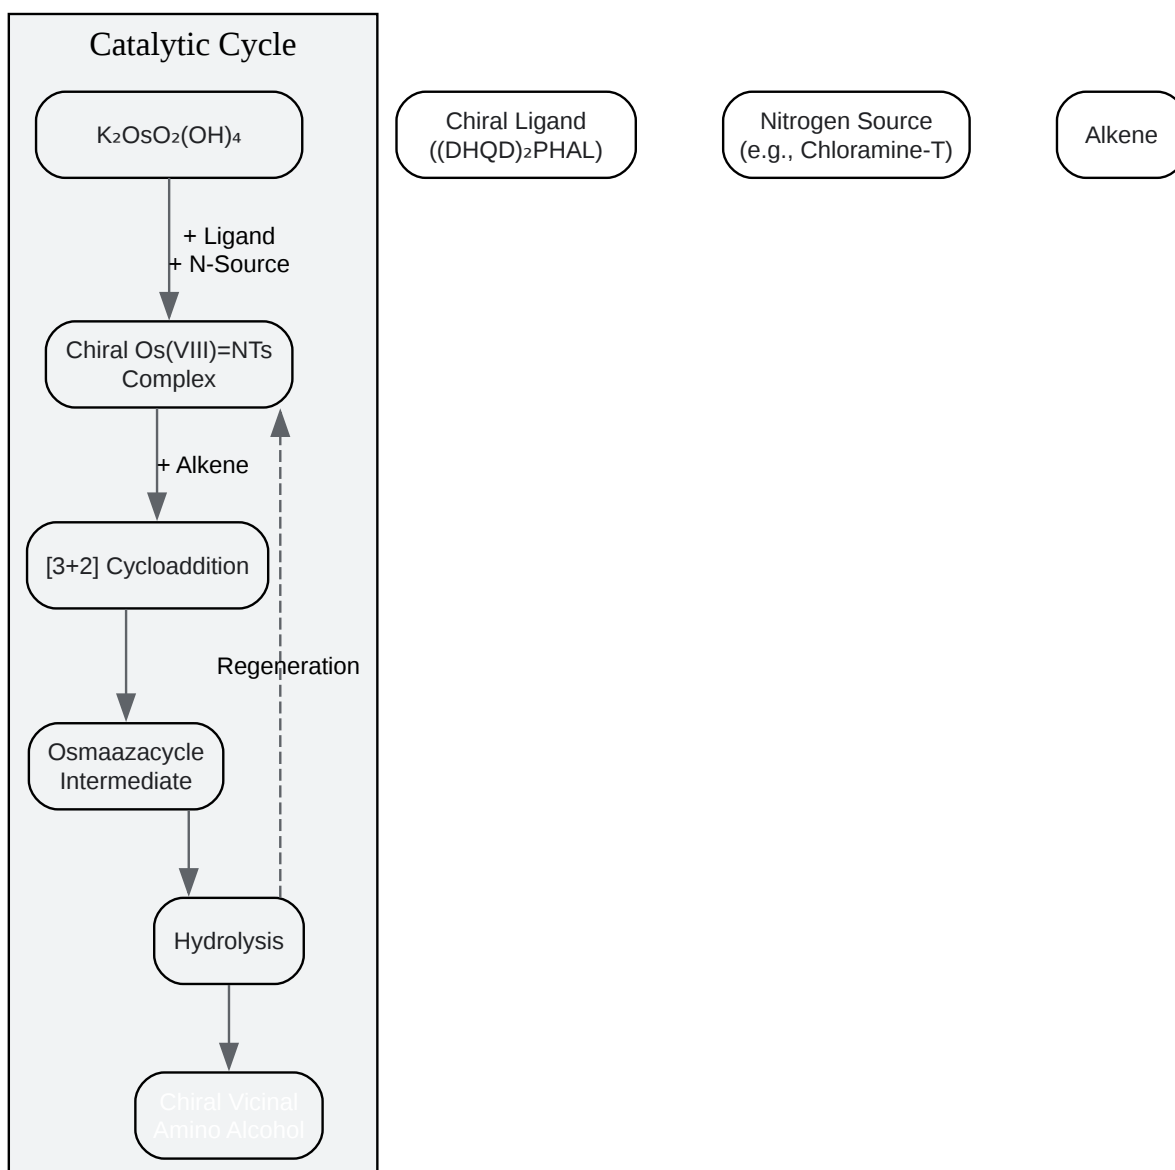 Catalytic Cycle
K₂OsO₂(OH)₄
Chiral Ligand
((DHQD)₂PHAL)
Nitrogen Source
(e.g., Chloramine-T)
Alkene
+ Ligand
+ N-Source
Chiral Os(VIII)=NTs
Complex
+ Alkene
[3+2] Cycloaddition
Regeneration
Osmaazacycle
Intermediate
Hydrolysis
Chiral Vicinal
Amino Alcohol